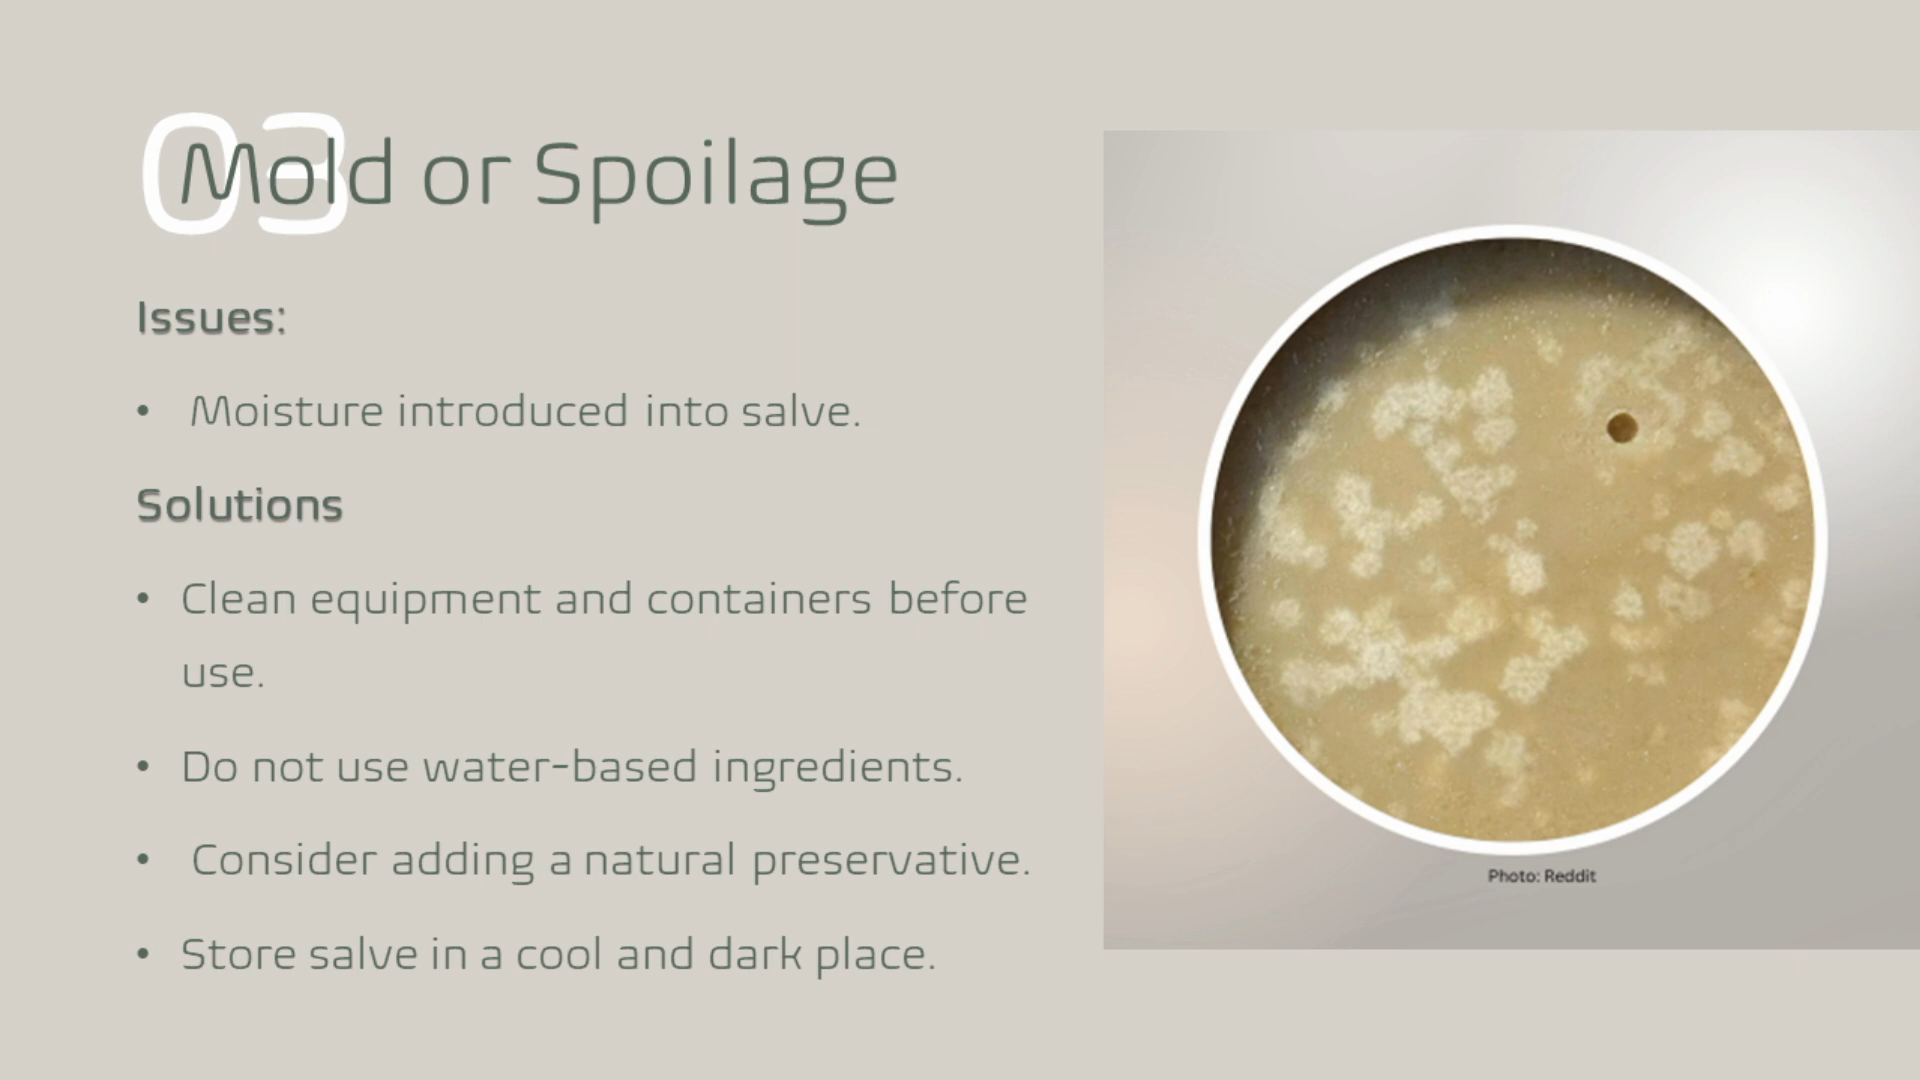 03
Mold or Spoilage
Issues:
• Moisture introduced into salve.
Solutions
• Clean equipment and containers before
use.
• Do not use water-based ingredients.
• Consider adding a natural preservative.
• Store salve in a cool and dark place.
Photo: Reddit